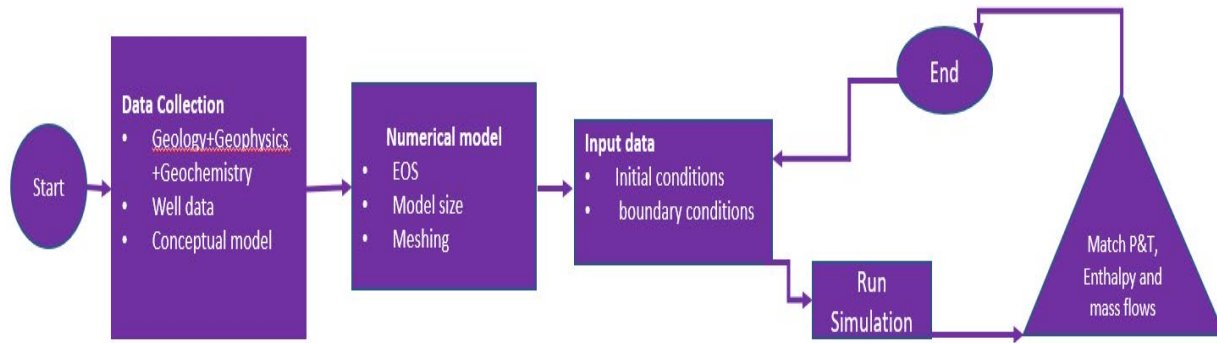 Start
Data Collection
• Geology+Geophysics
+Geochemistry
• Well data
• Conceptual model
Numerical model
• EOS
• Model size
• Meshing
Input data
• Initial conditions
• boundary conditions
Run
Simulation
Match P&T,
Enthalpy and
mass flows
End